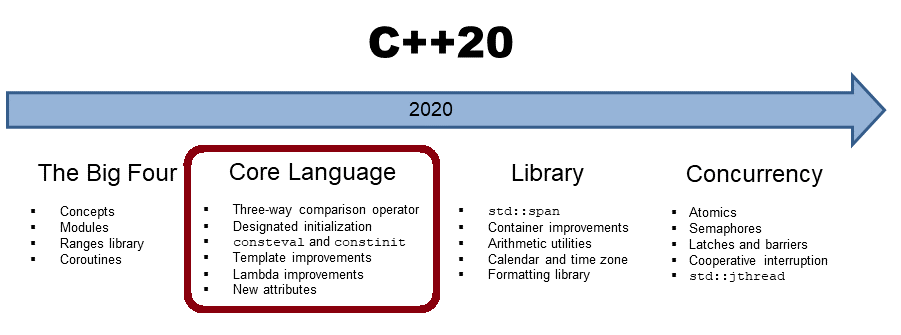 C++20
2020
The Big Four
Concepts
Modules
Ranges library
Coroutines
Core Language
Three-way comparison operator
Designated initialization
consteval and constinit
Template improvements
Lambda improvements
New attributes
Library
std::span
Container improvements
Arithmetic utilities
Calendar and time zone
Formatting library
Concurrency
Atomics
Semaphores
Latches and barriers
Cooperative interruption
std::jthread